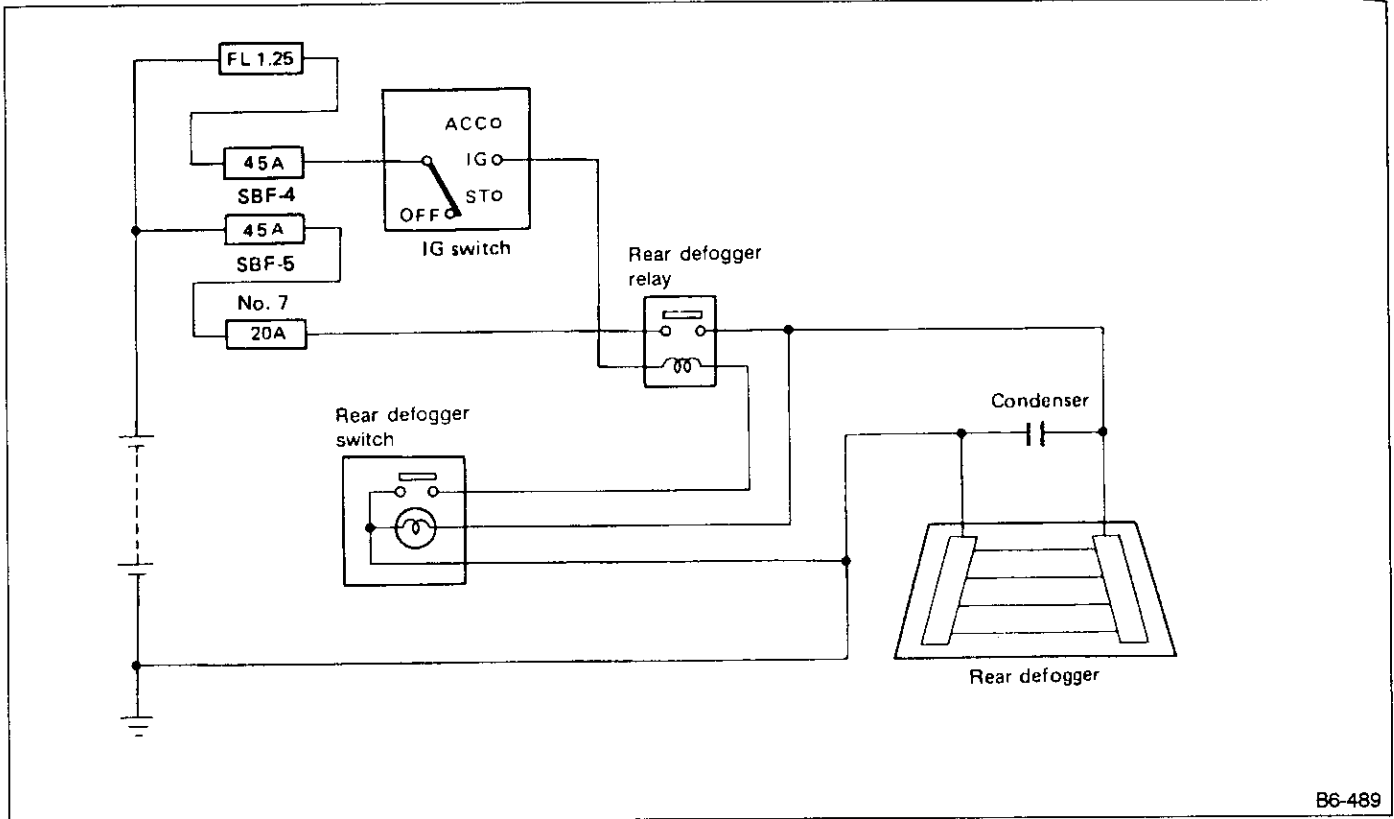 FL 1.25
ACC
45A
IG
SBF-4
ST
OFF
45A
IG switch
SBF-5
Rear defogger
relay
No. 7
20A
Condenser
Rear defogger
switch
Rear defogger
B6-489